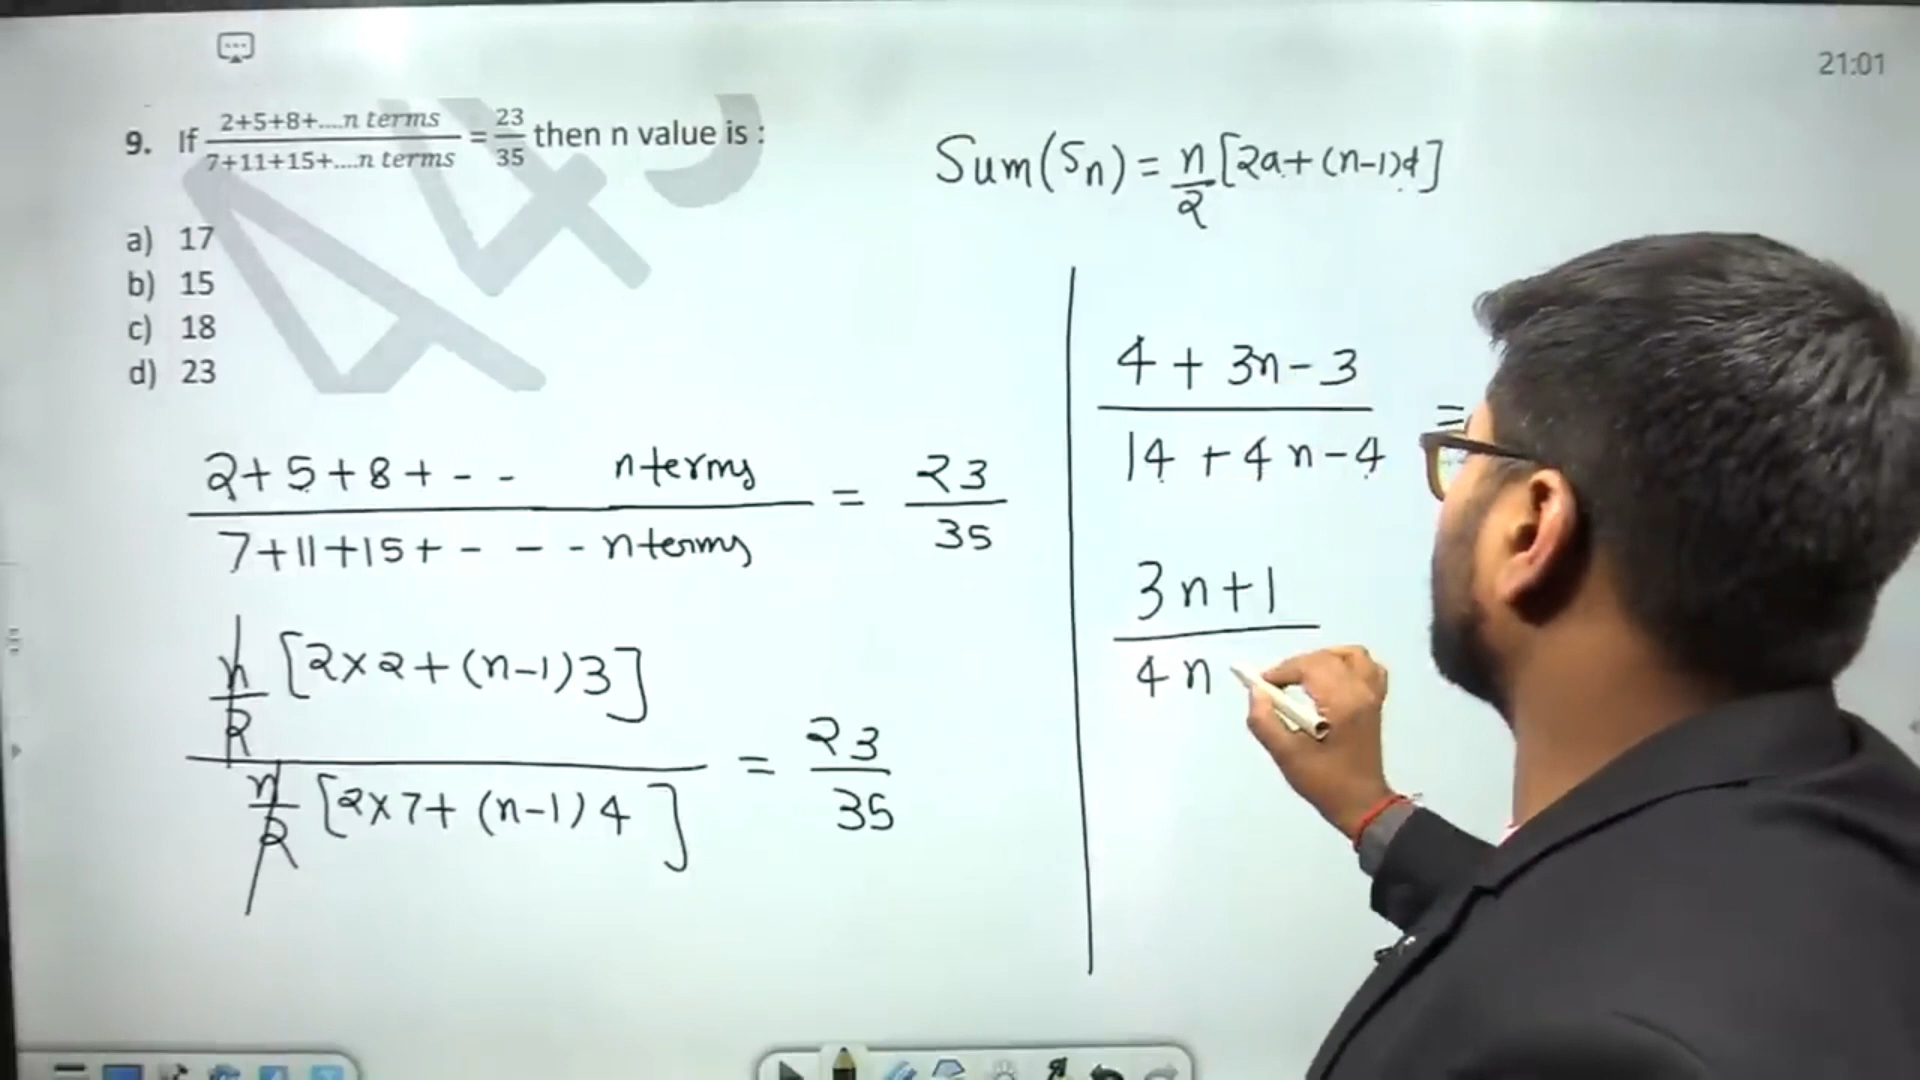 21:01
9. If 2+5+8+....n terms / 7+11+15+....n terms = 23/35 then n value is :
a) 17
b) 15
c) 18
d) 23
Sum(Sn) = n/2 [2a+(n-1)d]
2+5+8+ - - n terms / 7+11+15+ - - - n terms = 23/35
n/2 [2×2+(n-1)3] / n/2 [2×7+(n-1)4] = 23/35
4+3n-3 / 14+4n-4 =
3n+1 / 4n